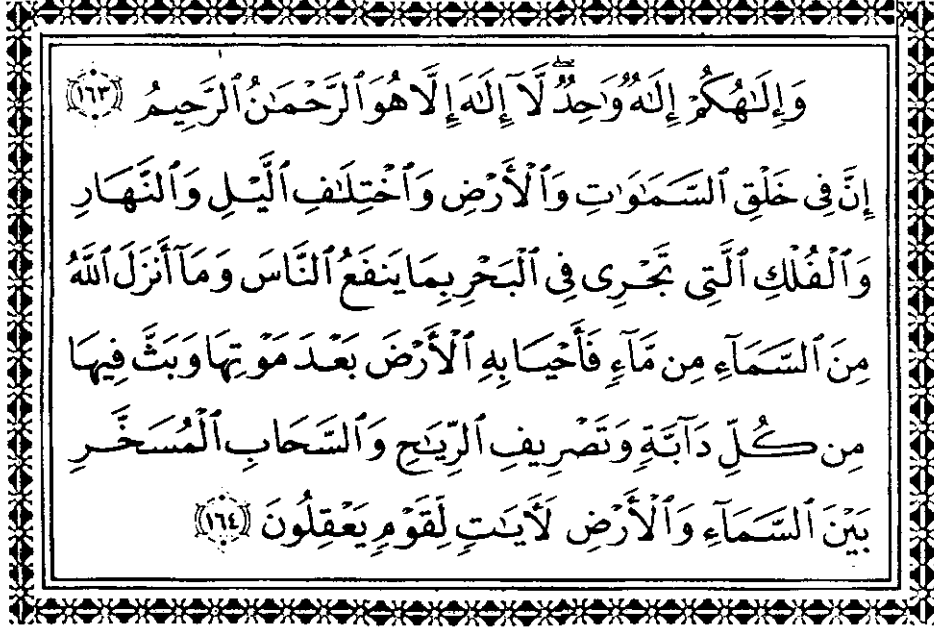 وَإِلَٰهُكُمْ إِلَٰهٌ وَٰحِدٌ ۖ لَّآ إِلَٰهَ إِلَّا هُوَ ٱلرَّحْمَٰنُ ٱلرَّحِيمُ ﴿١٦٣﴾
إِنَّ فِى خَلْقِ ٱلسَّمَٰوَٰتِ وَٱلْأَرْضِ وَٱخْتِلَٰفِ ٱلَّيْلِ وَٱلنَّهَارِ
وَٱلْفُلْكِ ٱلَّتِى تَجْرِى فِى ٱلْبَحْرِ بِمَا يَنفَعُ ٱلنَّاسَ وَمَآ أَنزَلَ ٱللَّهُ
مِنَ ٱلسَّمَآءِ مِن مَّآءٍ فَأَحْيَا بِهِ ٱلْأَرْضَ بَعْدَ مَوْتِهَا وَبَثَّ فِيهَا
مِن كُلِّ دَآبَّةٍ وَتَصْرِيفِ ٱلرِّيَٰحِ وَٱلسَّحَابِ ٱلْمُسَخَّرِ
بَيْنَ ٱلسَّمَآءِ وَٱلْأَرْضِ لَأَيَٰتٍ لِّقَوْمٍ يَعْقِلُونَ ﴿١٦٤﴾